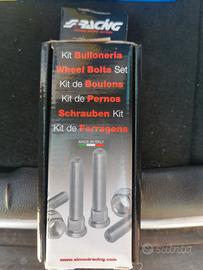 S-RACING
Kit Bulloneria
Wheel Bolts Set
Kit de Boulons
Kit de Pernos
Schrauben Kit
Kit de Ferragens
MADE IN ITALY
www.simoniracing.com
subito